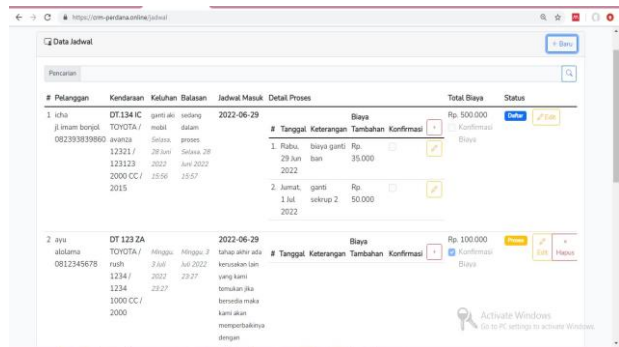 https://crm-perdana.online/jadwal
Data Jadwal
+ Baru
Pencarian
# Pelanggan Kendaraan Keluhan Balasan Jadwal Masuk Detail Proses Total Biaya Status
1 icha
jl.imam bonjol
082393839860
DT.134 IC
TOYOTA /
avanza
12321 /
123123
2000 CC /
2015
ganti aki
mobil
Selasa,
28 Juni
2022
15:56
sedang
dalam
proses
Selasa, 28
Juni 2022
15:57
2022-06-29
# Tanggal Keterangan Biaya Tambahan Konfirmasi +
1. Rabu, 29 Jun 2022
biaya ganti ban
Rp. 35.000
2. Jumat, 1 Jul 2022
ganti sekrup 2
Rp. 50.000
Rp. 500.000
Konfirmasi
Biaya
Daftar
Edit
2 ayu
alolama
0812345678
DT 123 ZA
TOYOTA /
rush
1234 /
1234
1000 CC /
2000
Minggu,
3 Juli
2022
23:27
Minggu, 3
Juli 2022
23:27
2022-06-29
tahap akhir ada
kerusakan lain
yang kami
temukan jika
bersedia maka
kami akan
memperbaikinya
dengan
# Tanggal Keterangan Biaya Tambahan Konfirmasi +
Rp. 100.000
Konfirmasi
Biaya
Proses
Edit
Hapus
Activate Windows
Go to PC settings to activate Windows.